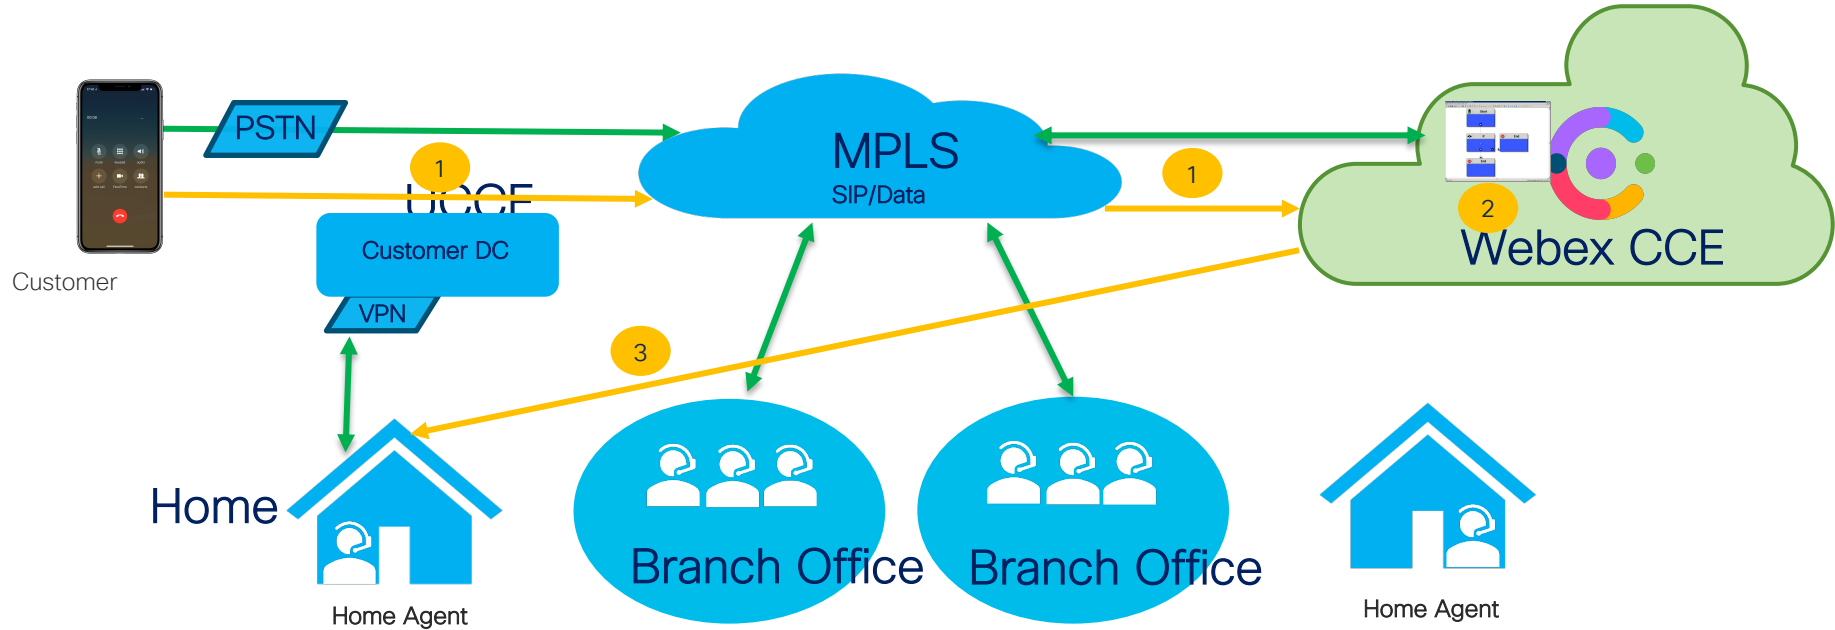 PSTN
MPLS
SIP/Data
1
1
2
UCCE
Customer DC
Webex CCE
Customer
VPN
3
Home
Branch Office
Branch Office
Home Agent
Home Agent